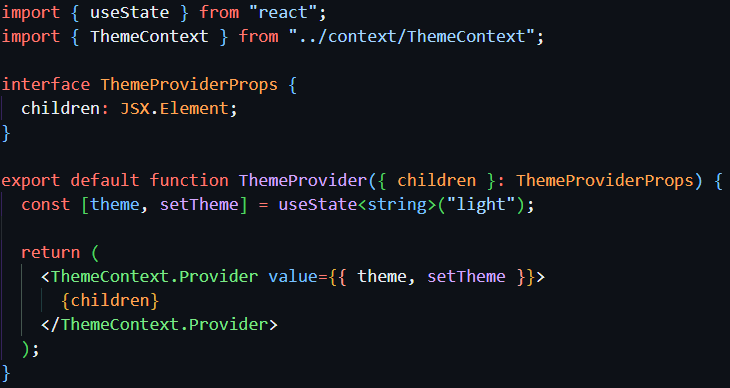 import { useState } from "react";
import { ThemeContext } from "../context/ThemeContext";

interface ThemeProviderProps {
  children: JSX.Element;
}

export default function ThemeProvider({ children }: ThemeProviderProps) {
  const [theme, setTheme] = useState<string>("light");

  return (
    <ThemeContext.Provider value={{ theme, setTheme }}>
      {children}
    </ThemeContext.Provider>
  );
}